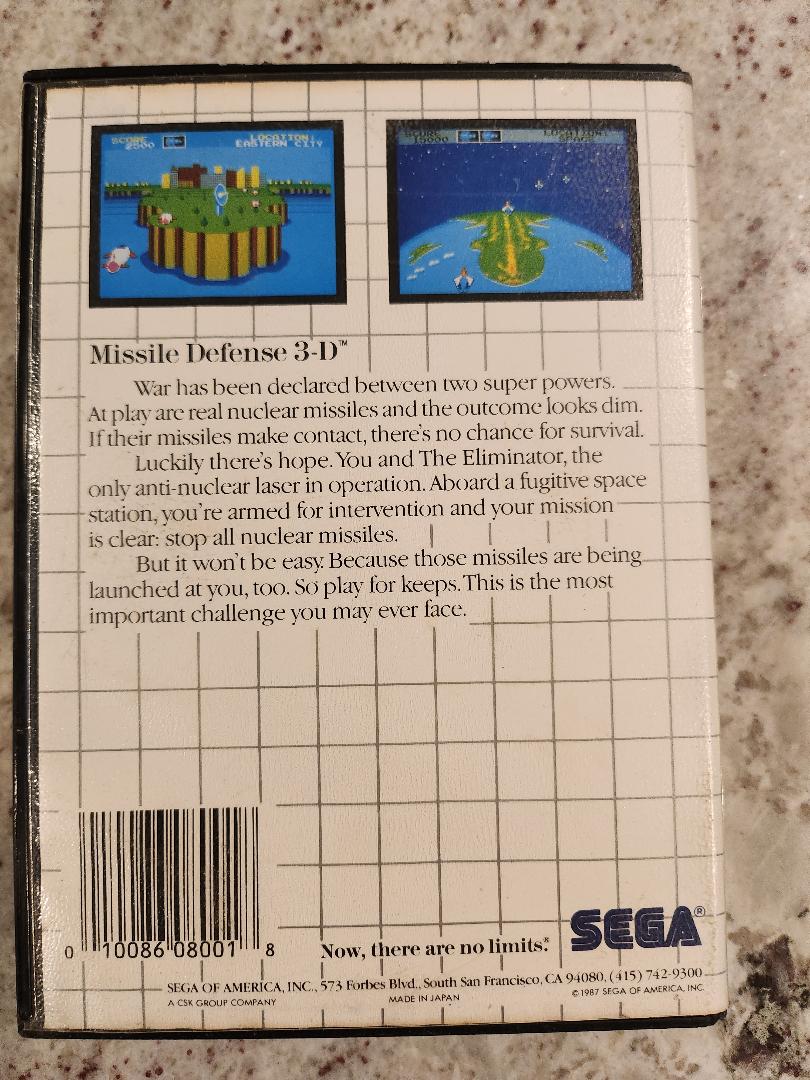 SCORE
2500
LOCATION:
EASTERN CITY
SCORE
LOCATION:
SPACE
Missile Defense 3-D™
War has been declared between two super powers.
At play are real nuclear missiles and the outcome looks dim.
If their missiles make contact, there's no chance for survival.
Luckily there's hope. You and The Eliminator, the
only anti-nuclear laser in operation. Aboard a fugitive space
station, you're armed for intervention and your mission
is clear: stop all nuclear missiles.
But it won't be easy. Because those missiles are being
launched at you, too. So play for keeps. This is the most
important challenge you may ever face.
0 10086 08001 8
Now, there are no limits.®
SEGA®
SEGA OF AMERICA, INC., 573 Forbes Blvd., South San Francisco, CA 94080, (415) 742-9300
A CSK GROUP COMPANY
MADE IN JAPAN
© 1987 SEGA OF AMERICA, INC.